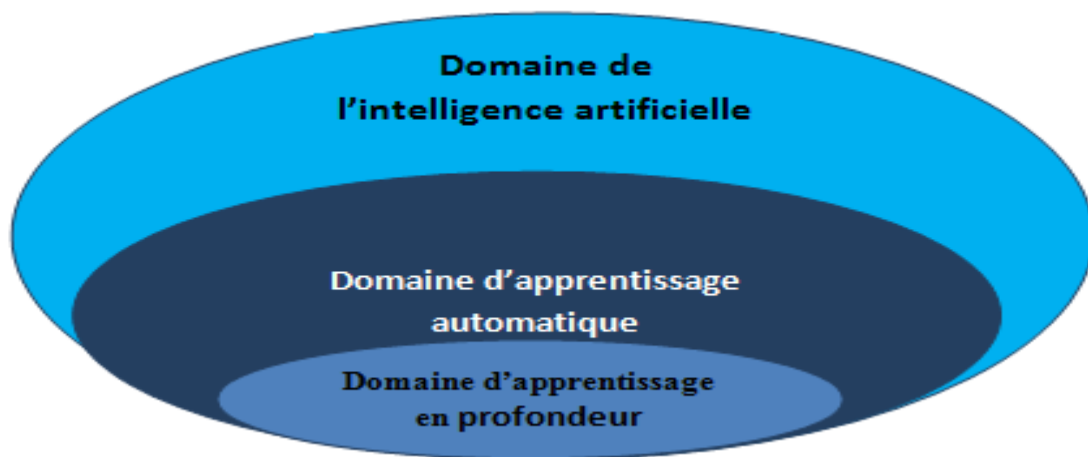 Domaine de
l’intelligence artificielle
Domaine d’apprentissage
automatique
Domaine d’apprentissage
en profondeur